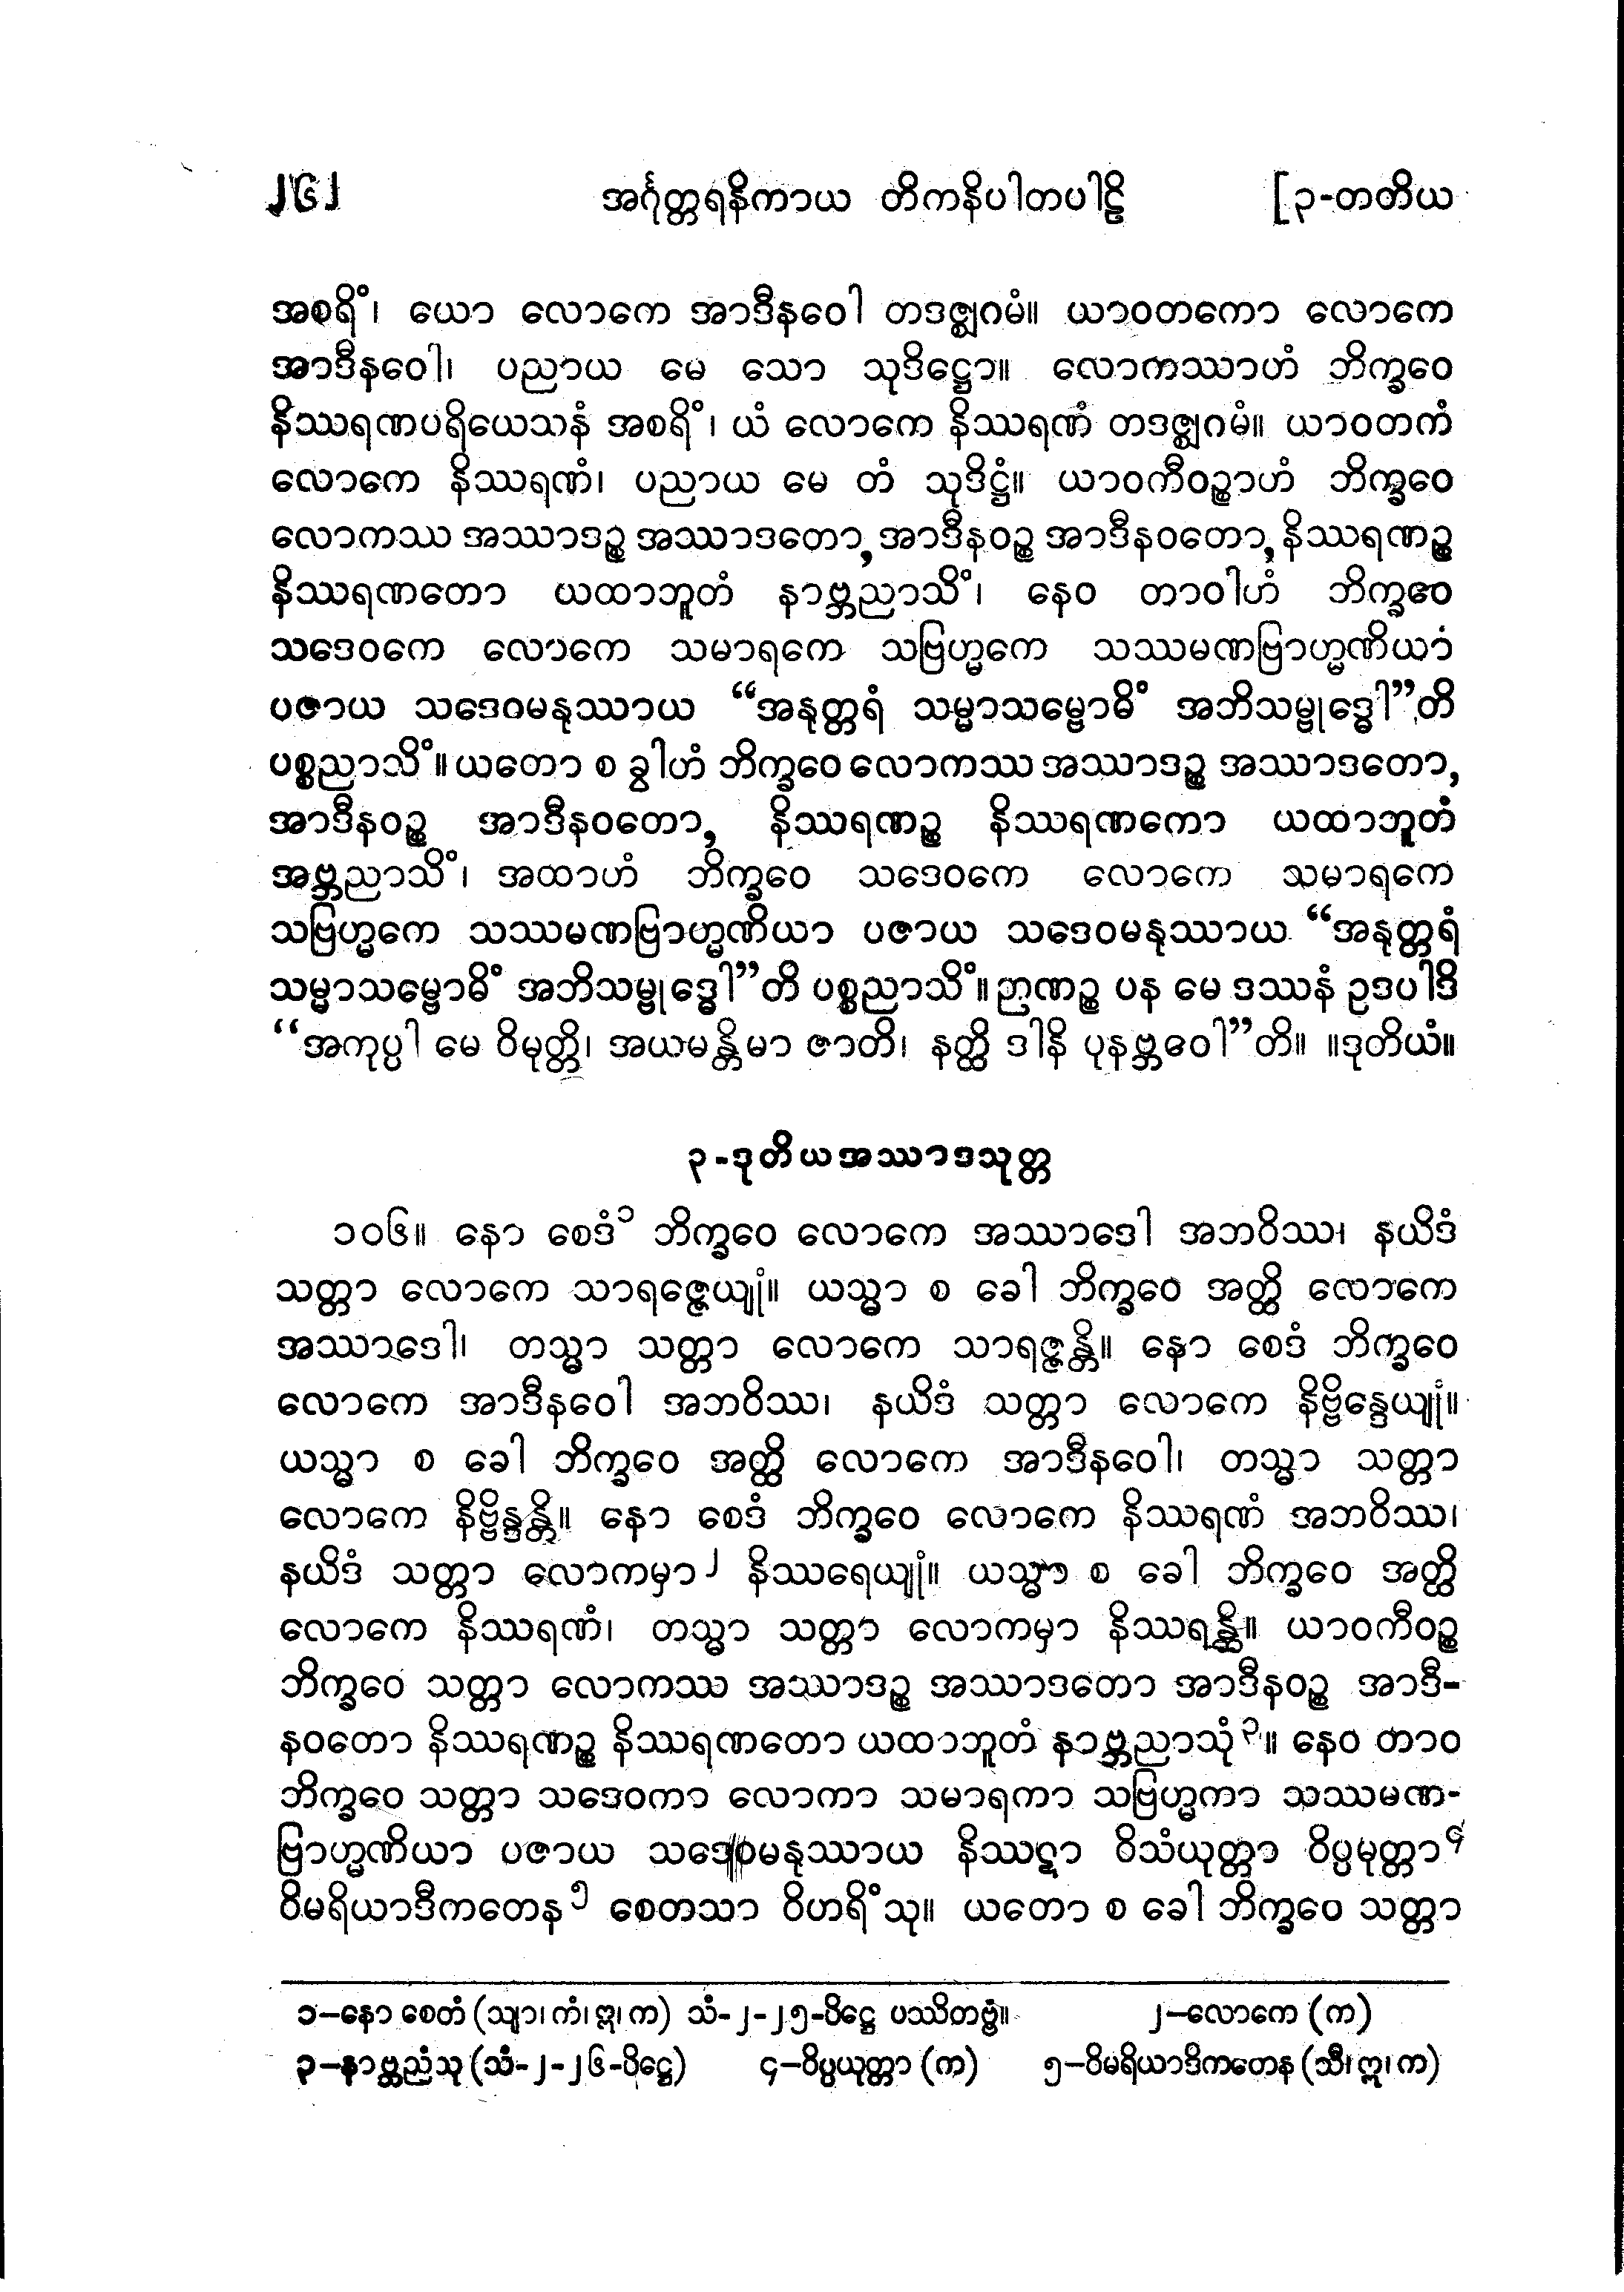 ၂၆၂ အင်္ဂုတ္တရနိကာယ တိကနိပါတပါဠိ [၃-တတိယ
အစရိံ၊ ယော လောကေ အာဒီနဝေါ တဒဇ္ဈဂမံ။ ယာဝတကော လောကေ
အာဒီနဝေါ၊ ပညာယ မေ သော သုဒိဋ္ဌော။ လောကဿာဟံ ဘိက္ခဝေ
နိဿရဏပရိယေသနံ အစရိံ၊ ယံ လောကေ နိဿရဏံ တဒဇ္ဈဂမံ။ ယာဝတကံ
လောကေ နိဿရဏံ၊ ပညာယ မေ တံ သုဒိဋ္ဌံ။ ယာဝကီဝဉ္စာဟံ ဘိက္ခဝေ
လောကဿ အဿာဒဉ္စ အဿာဒတော, အာဒီနဝဉ္စ အာဒီနဝတော, နိဿရဏဉ္စ
နိဿရဏတော ယထာဘူတံ နာဗ္ဘညာသိံ၊ နေဝ တာဝါဟံ ဘိက္ခဝေ
သဒေဝကေ လောကေ သမာရကေ သဗြဟ္မကေ သဿမဏဗြာဟ္မဏိယာ
ပဇာယ သဒေဝမနုဿာယ “အနုတ္တရံ သမ္မာသမ္ဗောဓိံ အဘိသမ္ဗုဒ္ဓေါ”တိ
ပစ္စညာသိံ။ ယတော စ ခွါဟံ ဘိက္ခဝေ လောကဿ အဿာဒဉ္စ အဿာဒတော,
အာဒီနဝဉ္စ အာဒီနဝတော, နိဿရဏဉ္စ နိဿရဏကော ယထာဘူတံ
အဗ္ဘညာသိံ၊ အထာဟံ ဘိက္ခဝေ သဒေဝကေ လောကေ သမာရကေ
သဗြဟ္မကေ သဿမဏဗြာဟ္မဏိယာ ပဇာယ သဒေဝမနုဿာယ “အနုတ္တရံ
သမ္မာသမ္ဗောဓိံ အဘိသမ္ဗုဒ္ဓေါ”တိ ပစ္စညာသိံ။ ဉာဏဉ္စ ပန မေ ဒဿနံ ဥဒပါဒိ
“အကုပ္ပါ မေ ဝိမုတ္တိ၊ အယမန္တိမာ ဇာတိ၊ နတ္ထိ ဒါနိ ပုနဗ္ဘဝေါ”တိ။ ။ဒုတိယံ။
၃-ဒုတိယအဿာဒသုတ္တ
၁၀၆။ နော စေဒံ၁ ဘိက္ခဝေ လောကေ အဿာဒေါ အဘဝိဿ၊ နယိဒံ
သတ္တာ လောကေ သာရဇ္ဇေယျုံ။ ယသ္မာ စ ခေါ ဘိက္ခဝေ အတ္ထိ လောကေ
အဿာဒေါ၊ တသ္မာ သတ္တာ လောကေ သာရဇ္ဇန္တိ။ နော စေဒံ ဘိက္ခဝေ
လောကေ အာဒီနဝေါ အဘဝိဿ၊ နယိဒံ သတ္တာ လောကေ နိဗ္ဗိန္ဒေယျုံ။
ယသ္မာ စ ခေါ ဘိက္ခဝေ အတ္ထိ လောကေ အာဒီနဝေါ၊ တသ္မာ သတ္တာ
လောကေ နိဗ္ဗိန္ဒန္တိ။ နော စေဒံ ဘိက္ခဝေ လောကေ နိဿရဏံ အဘဝိဿ၊
နယိဒံ သတ္တာ လောကမှာ၂ နိဿရေယျုံ။ ယသ္မာ စ ခေါ ဘိက္ခဝေ အတ္ထိ
လောကေ နိဿရဏံ၊ တသ္မာ သတ္တာ လောကမှာ နိဿရန္တိ။ ယာဝကီဝဉ္စ
ဘိက္ခဝေ သတ္တာ လောကဿ အဿာဒဉ္စ အဿာဒတော အာဒီနဝဉ္စ အာဒီ-
နဝတော နိဿရဏဉ္စ နိဿရဏတော ယထာဘူတံ နာဗ္ဘညာသုံ၃။ နေဝ တာဝ
ဘိက္ခဝေ သတ္တာ သဒေဝကာ လောကာ သမာရကာ သဗြဟ္မကာ သဿမဏ-
ဗြာဟ္မဏိယာ ပဇာယ သဒေဝမနုဿာယ နိဿဋာ ဝိသံယုတ္တာ ဝိပ္ပမုတ္တာ၄
ဝိမရိယာဒီကတေန၅ စေတသာ ဝိဟရိံသု။ ယတော စ ခေါ ဘိက္ခဝေ သတ္တာ
၁–နော စေတံ (သျာ၊ ကံ၊ ဣ၊ က) သံ-၂-၂၅-ပိဋ္ဌေ ပဿိတဗ္ဗံ။ ၂–လောကေ (က)
၃–နာဗ္ဘညံသု (သံ-၂-၂၆-ပိဋ္ဌေ) ၄–ဝိပ္ပယုတ္တာ (က) ၅–ဝိမရိယာဒိကတေန (သီ၊ ဣ၊ က)